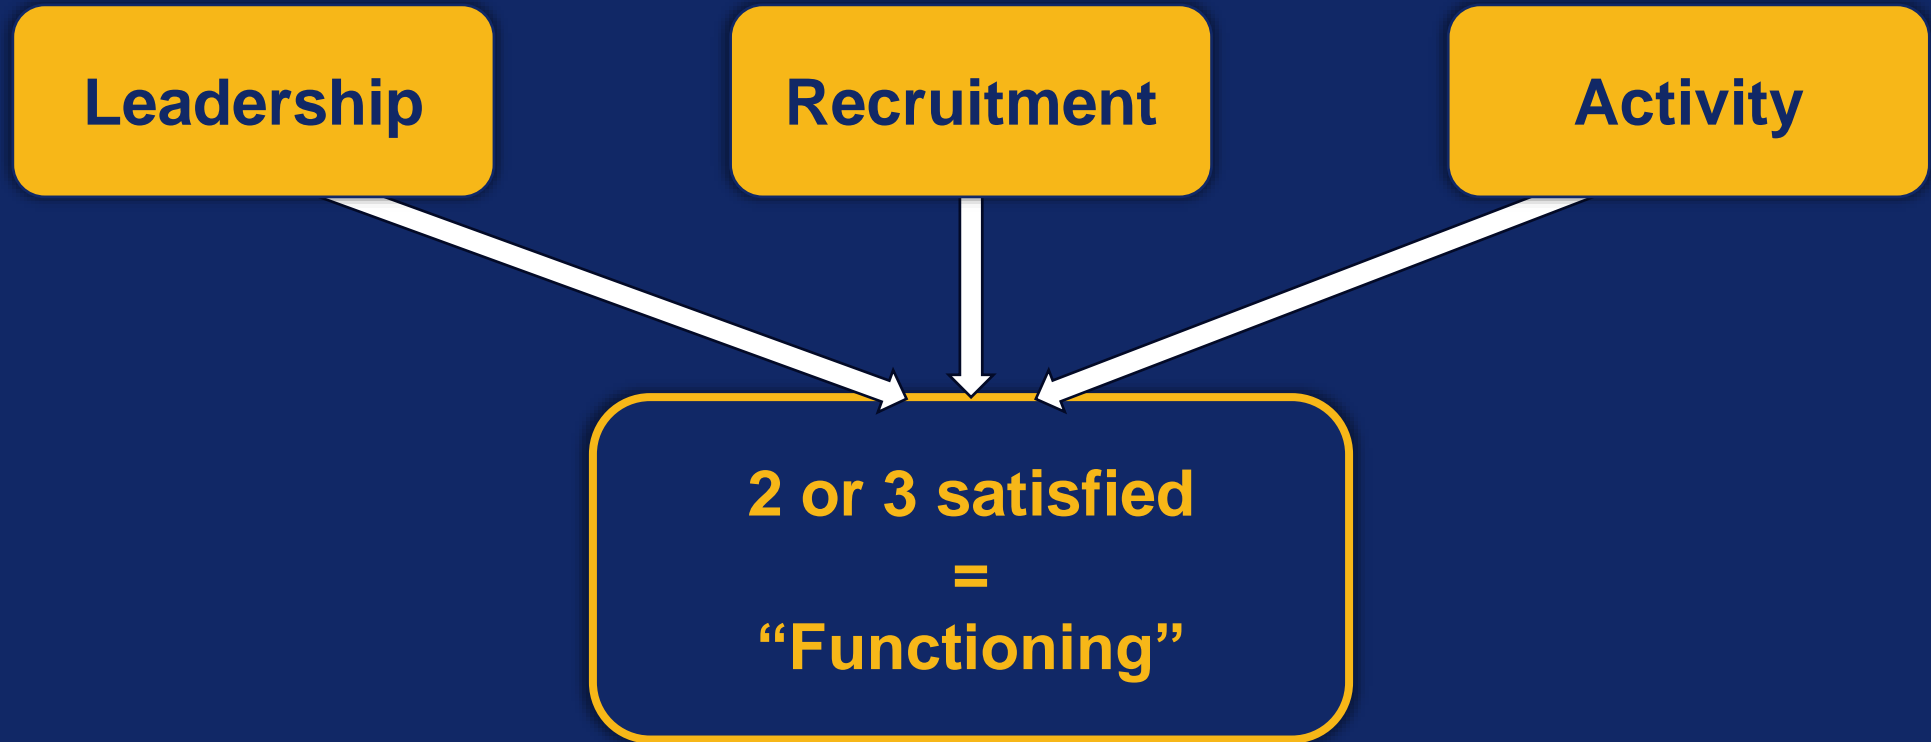 Leadership
Recruitment
Activity
2 or 3 satisfied
=
“Functioning”